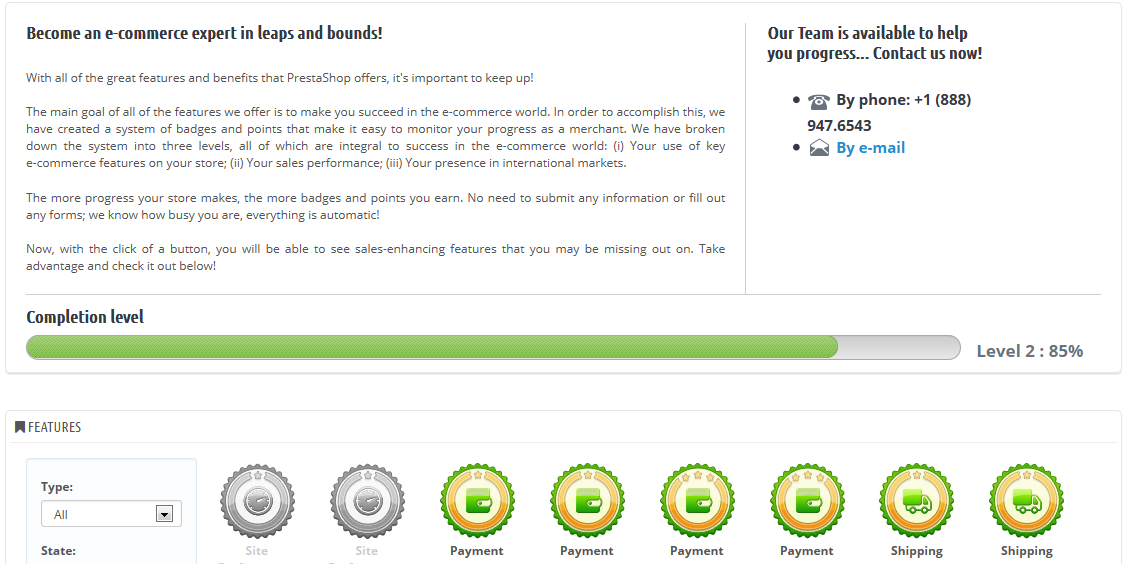 Become an e-commerce expert in leaps and bounds!
With all of the great features and benefits that PrestaShop offers, it's important to keep up!
The main goal of all of the features we offer is to make you succeed in the e-commerce world. In order to accomplish this, we
have created a system of badges and points that make it easy to monitor your progress as a merchant. We have broken
down the system into three levels, all of which are integral to success in the e-commerce world: (i) Your use of key
e-commerce features on your store; (ii) Your sales performance; (iii) Your presence in international markets.
The more progress your store makes, the more badges and points you earn. No need to submit any information or fill out
any forms; we know how busy you are, everything is automatic!
Now, with the click of a button, you will be able to see sales-enhancing features that you may be missing out on. Take
advantage and check it out below!
Our Team is available to help
you progress... Contact us now!
By phone: +1 (888)
947.6543
By e-mail
Completion level
Level 2 : 85%
FEATURES
Type:
All
State:
Site
Site
Payment
Payment
Payment
Payment
Shipping
Shipping